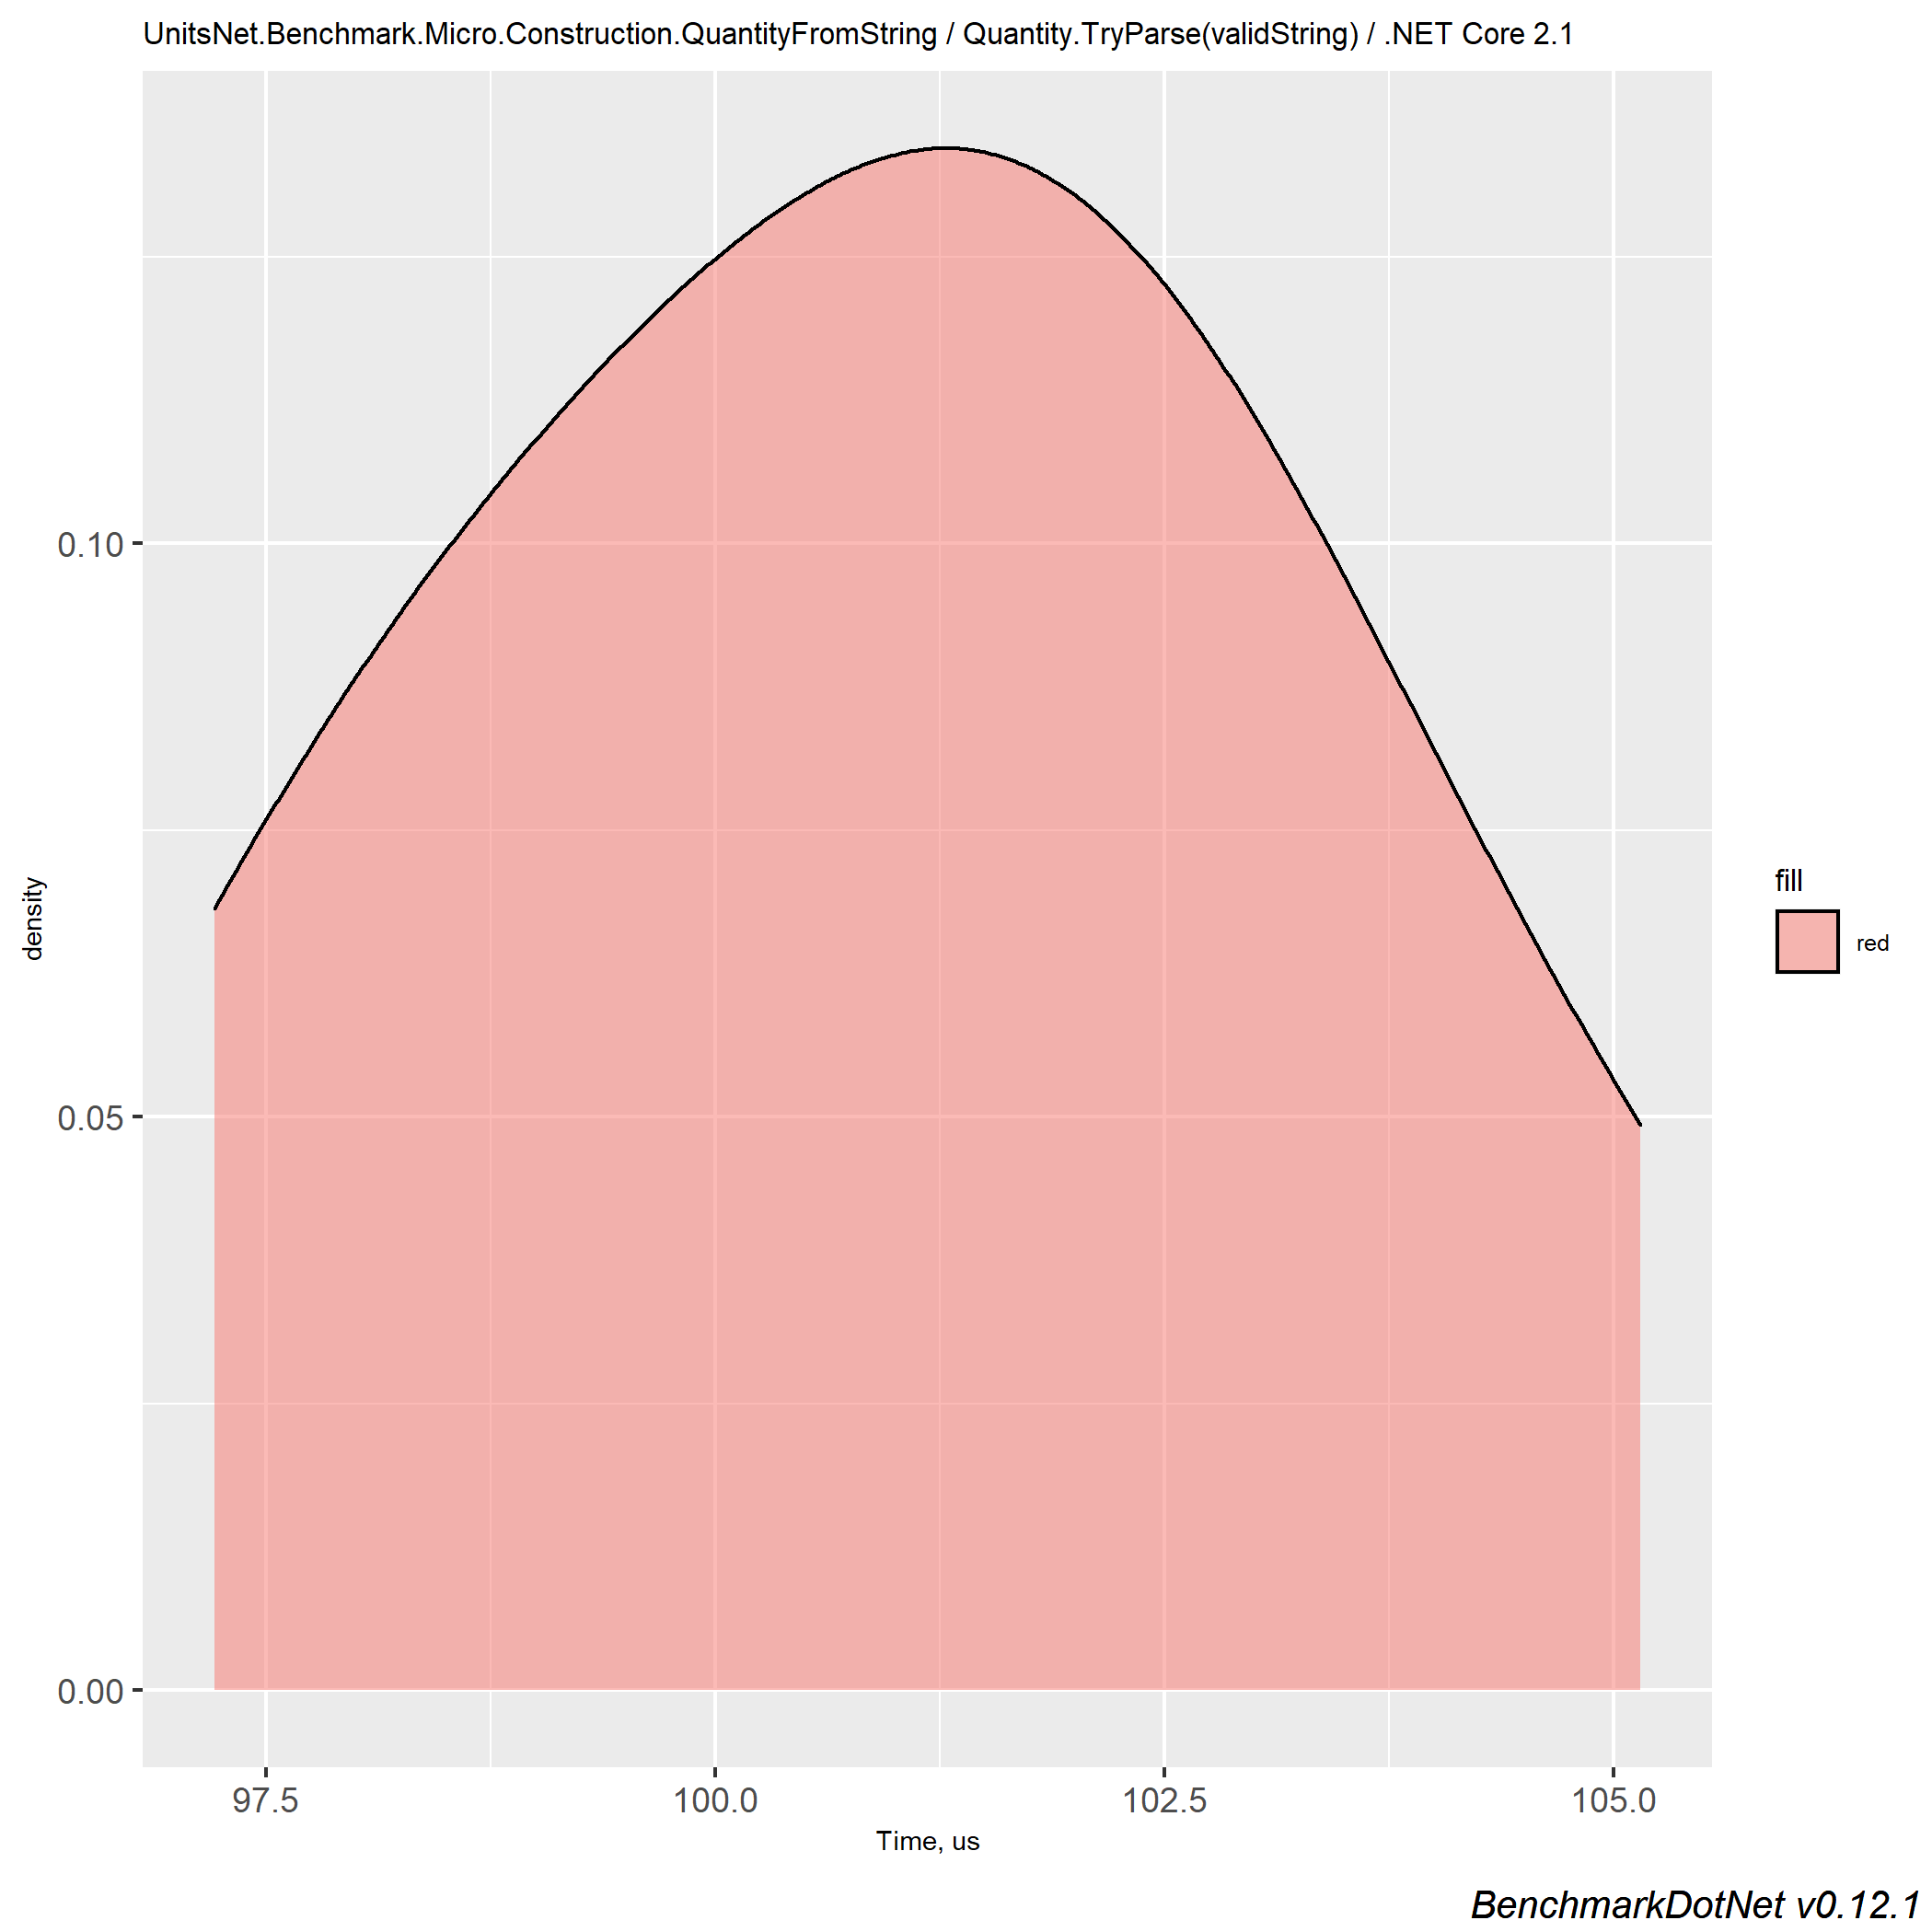 UnitsNet.Benchmark.Micro.Construction.QuantityFromString / Quantity.TryParse(validString) / .NET Core 2.1
0.10
0.05
0.00
density
97.5 100.0 102.5 105.0
Time, us
fill
red
BenchmarkDotNet v0.12.1